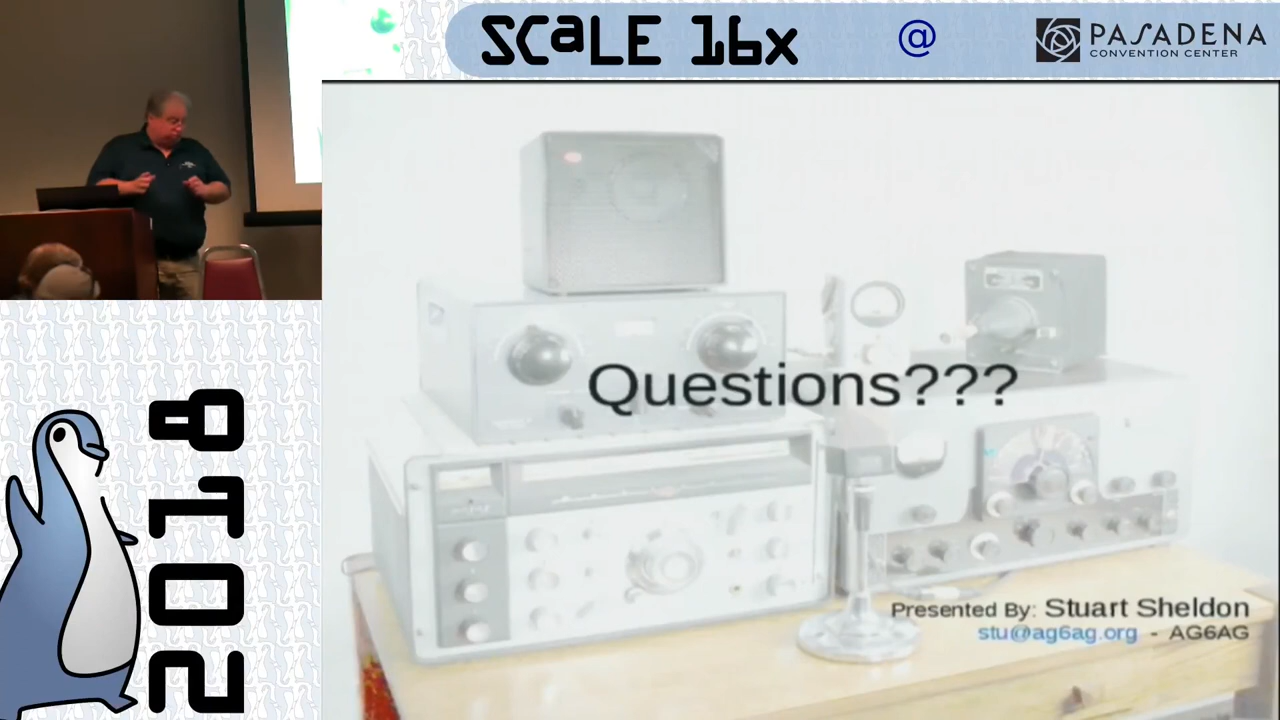 SCaLE 16x
@
PASADENA
CONVENTION CENTER
Questions???
Presented By: Stuart Sheldon
stu@ag6ag.org - AG6AG
2018